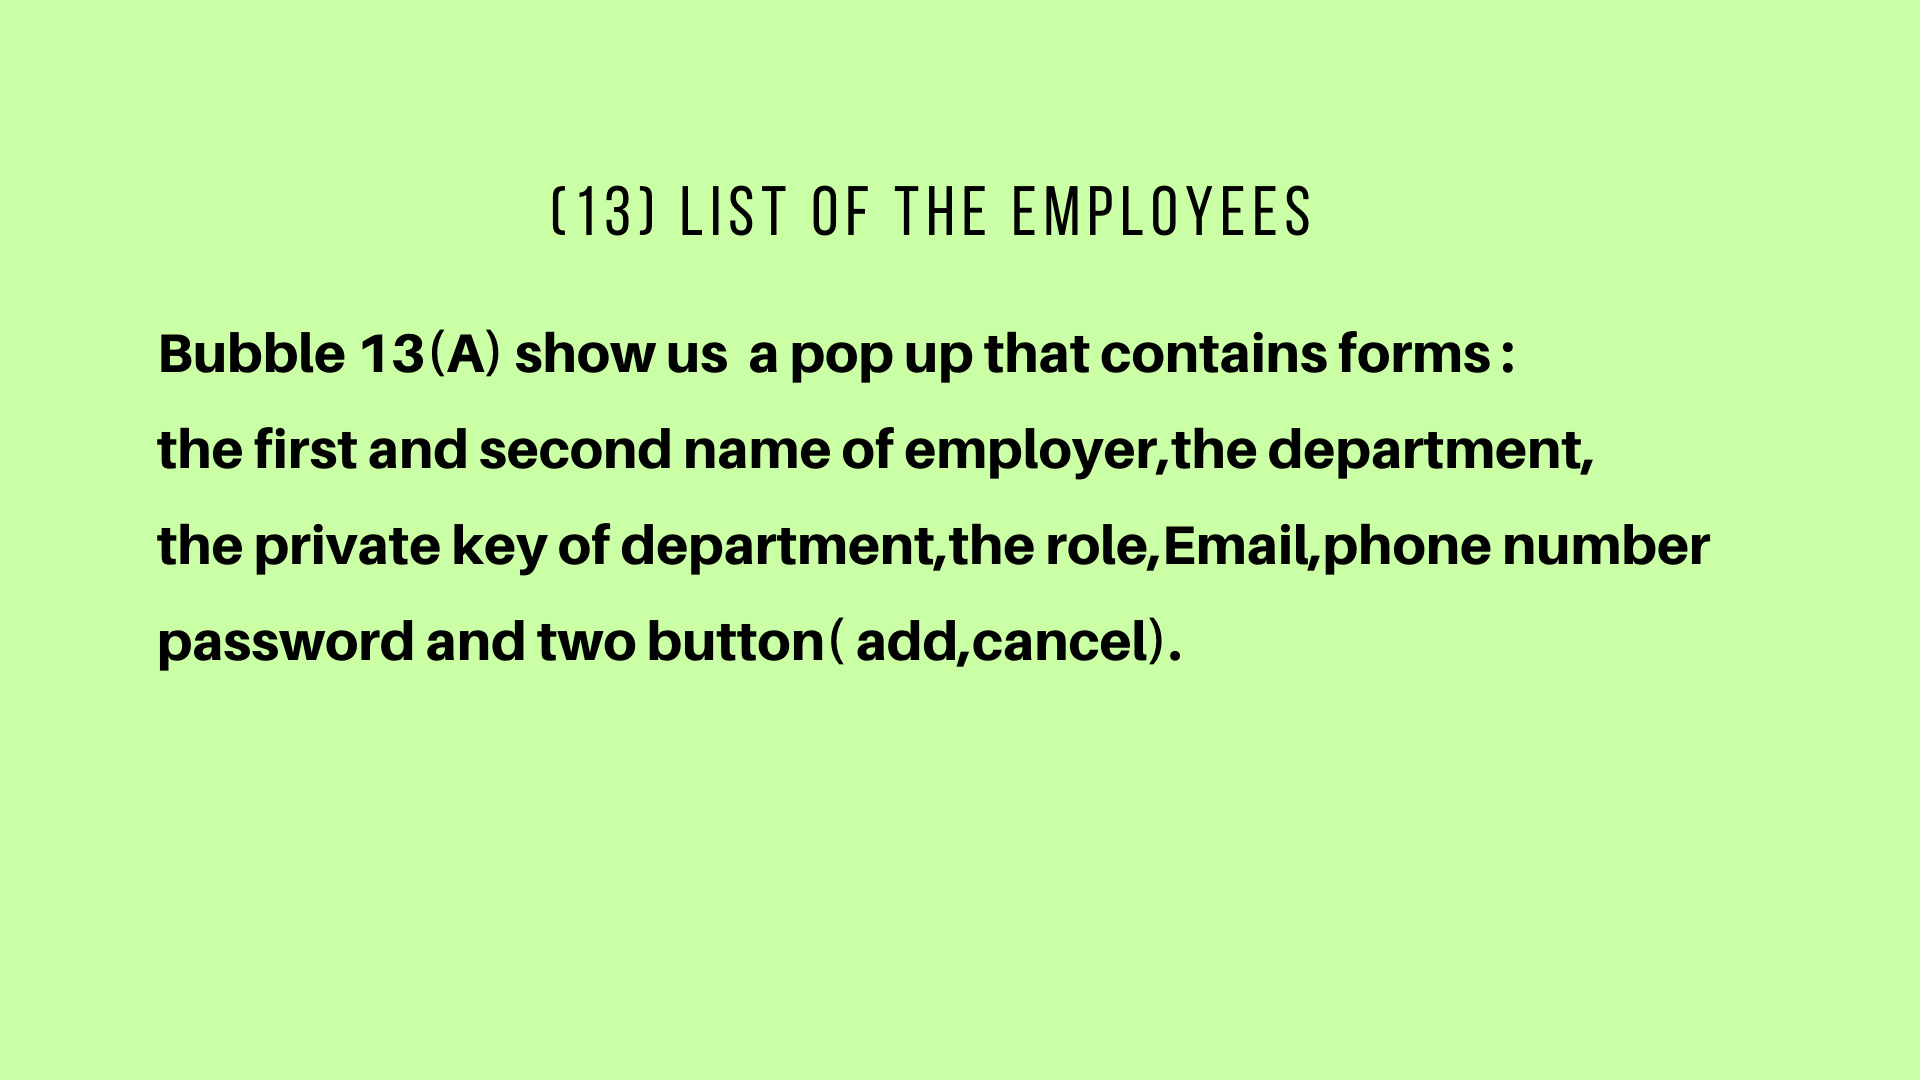 (13) LIST OF THE EMPLOYEES
Bubble 13(A) show us a pop up that contains forms :
the first and second name of employer,the department,
the private key of department,the role,Email,phone number
password and two button( add,cancel).